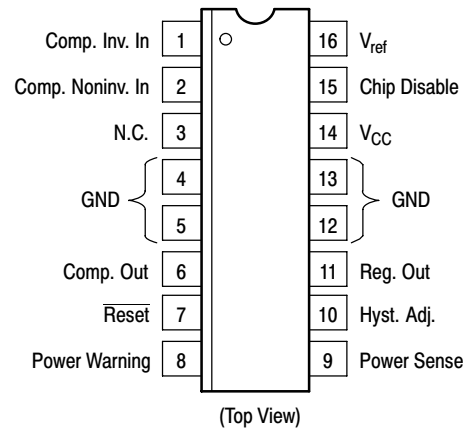 Comp. Inv. In 1 16 Vref
Comp. Noninv. In 2 15 Chip Disable
N.C. 3 14 VCC
4 13
GND GND
5 12
Comp. Out 6 11 Reg. Out
Reset 7 10 Hyst. Adj.
Power Warning 8 9 Power Sense
(Top View)